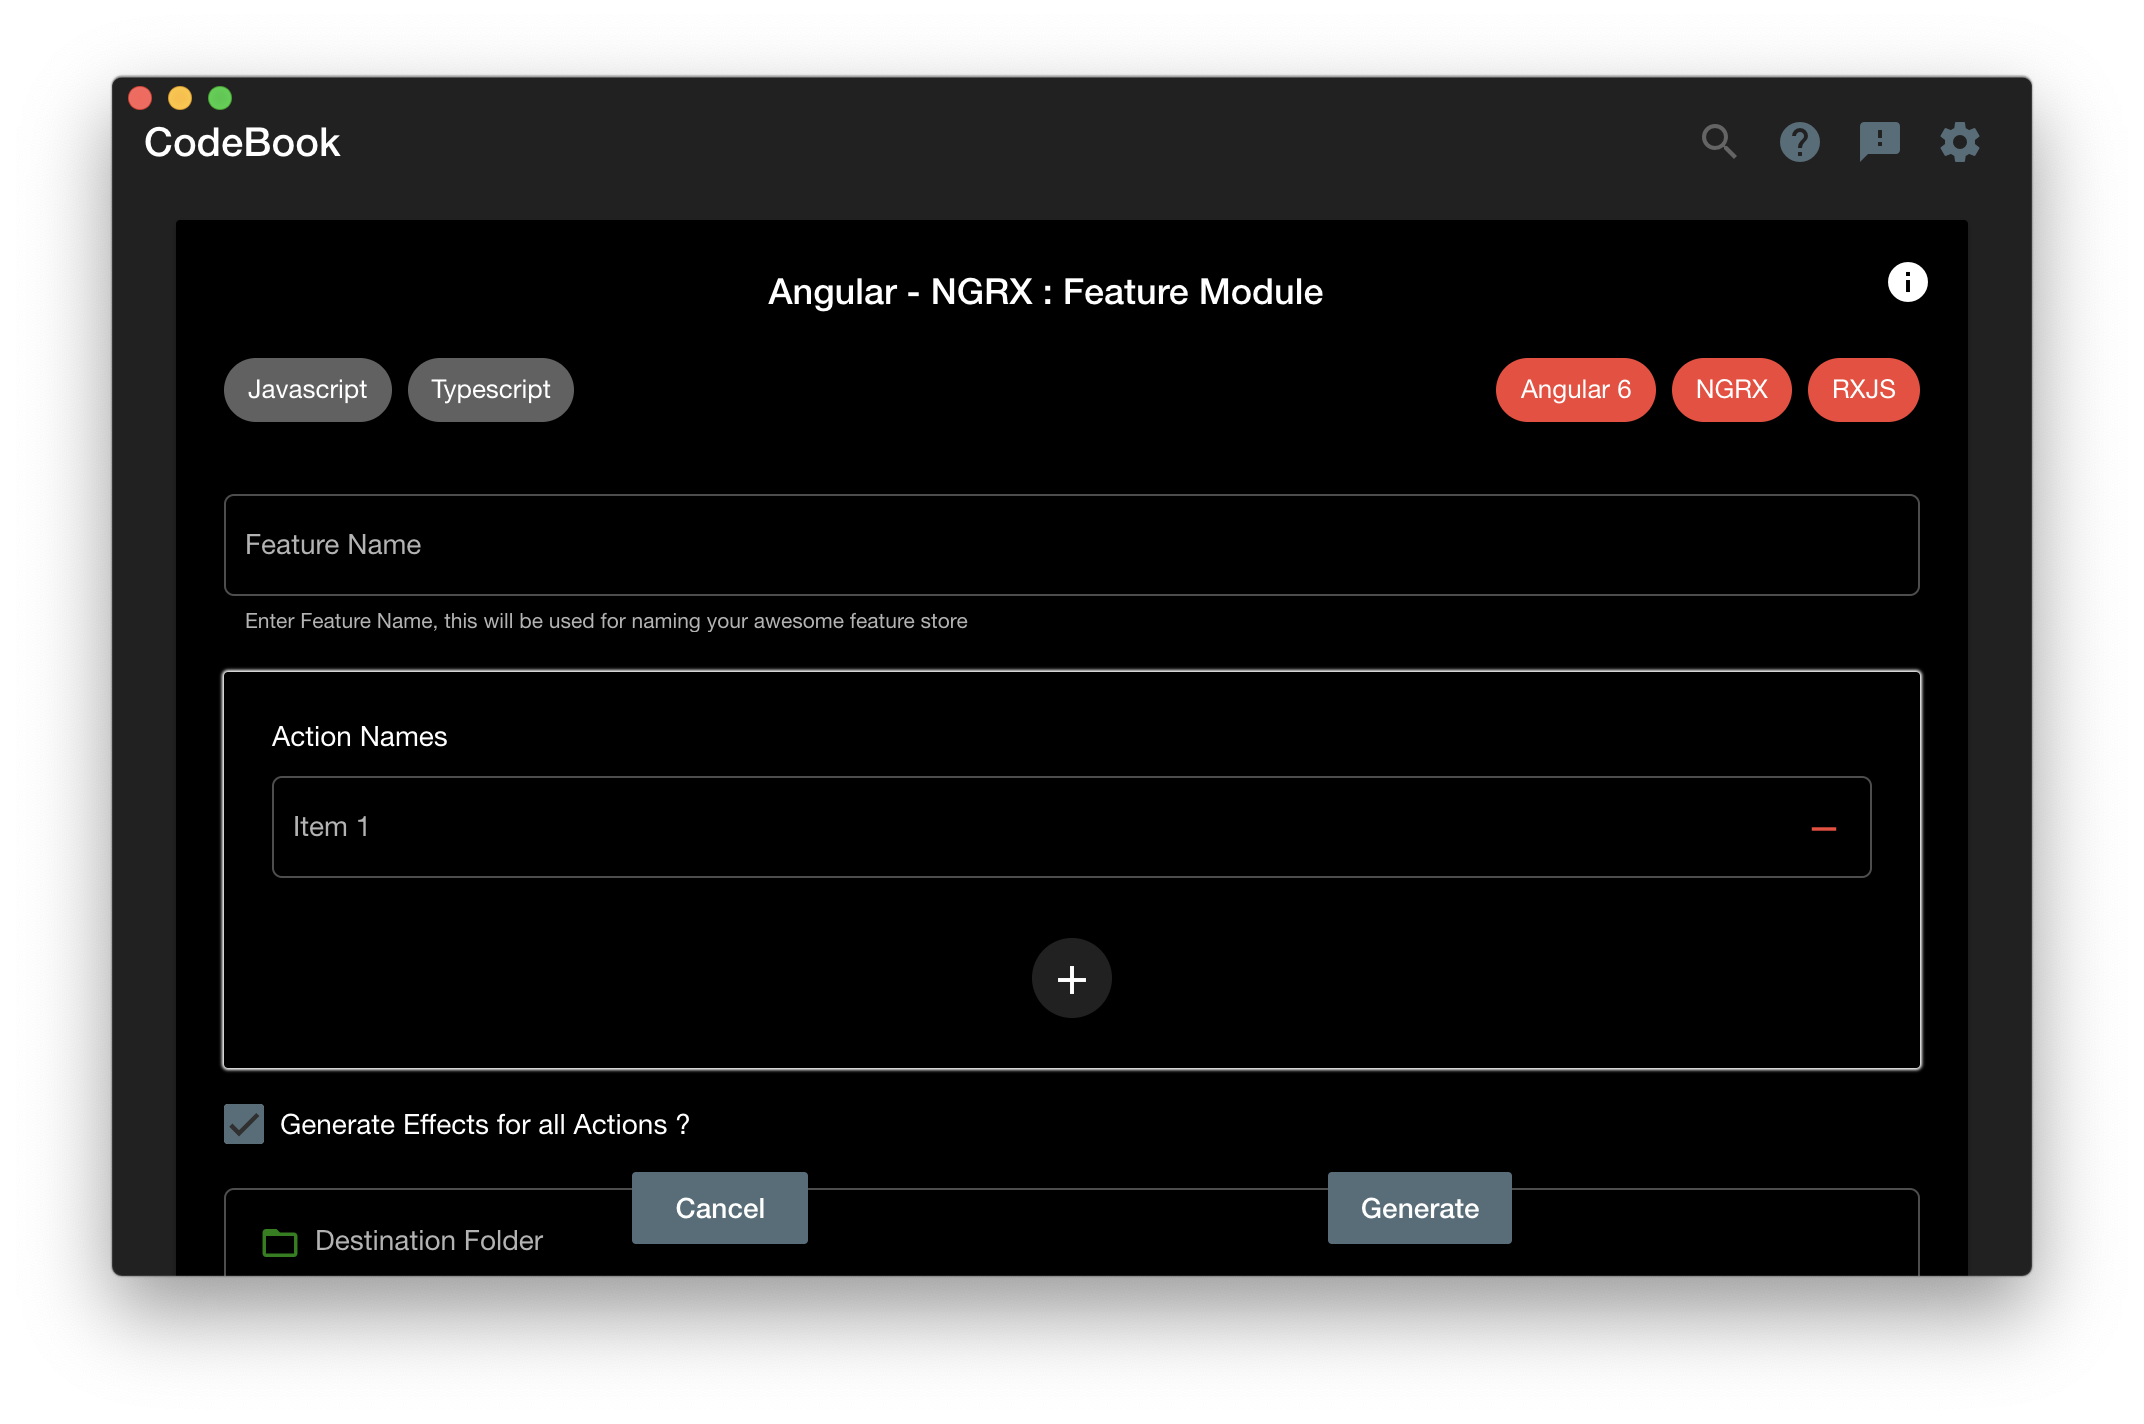 CodeBook
Angular - NGRX : Feature Module
Javascript Typescript Angular 6 NGRX RXJS
Feature Name
Enter Feature Name, this will be used for naming your awesome feature store
Action Names
Item 1
Generate Effects for all Actions ?
Cancel Generate
Destination Folder